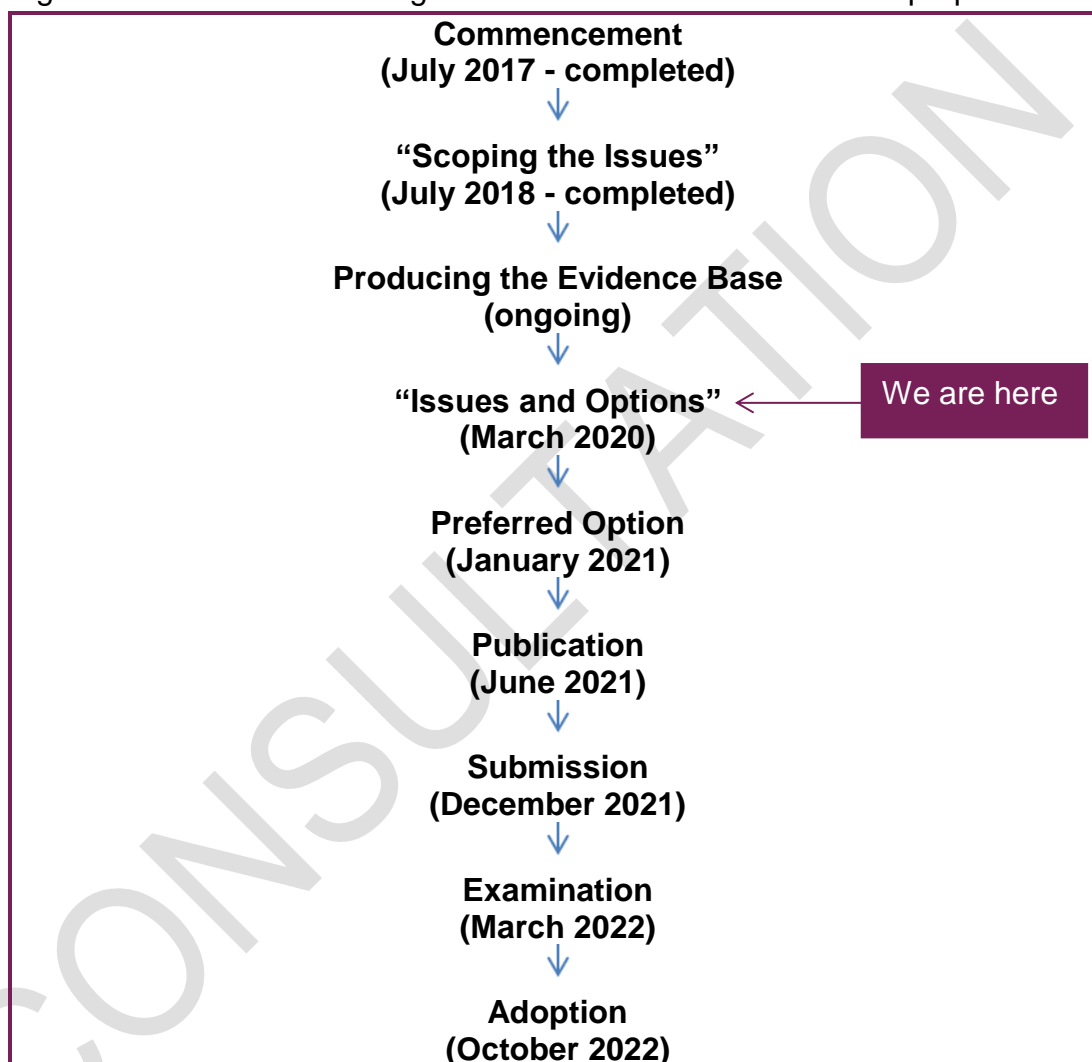 Commencement
(July 2017 - completed)
“Scoping the Issues”
(July 2018 - completed)
Producing the Evidence Base
(ongoing)
“Issues and Options”
We are here
(March 2020)
Preferred Option
(January 2021)
Publication
(June 2021)
Submission
(December 2021)
Examination
(March 2022)
Adoption
(October 2022)
CONSULTATION